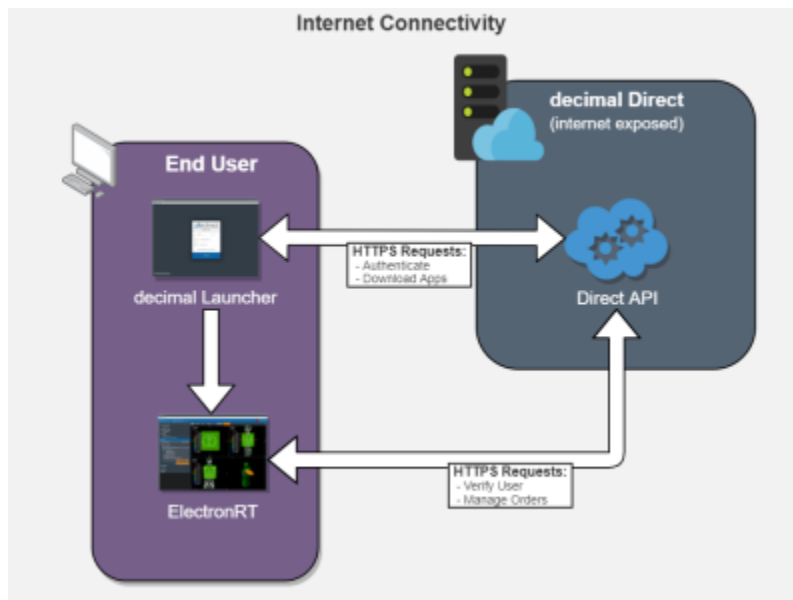 Internet Connectivity
decimal Direct
(internet exposed)
End User
HTTPS Requests:
- Authenticate
- Download Apps
decimal Launcher
Direct API
HTTPS Requests:
- Verify User
- Manage Orders
ElectronRT